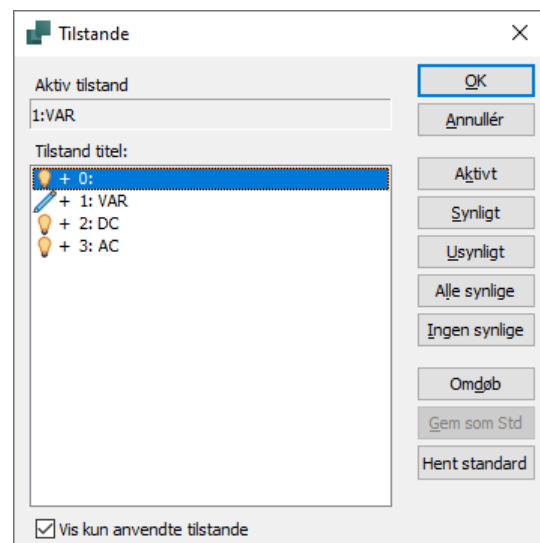 Tilstande
Aktiv tilstand
1:VAR
Tilstand titel:
+ 0:
+ 1: VAR
+ 2: DC
+ 3: AC
Vis kun anvendte tilstande
OK
Annullér
Aktivt
Synligt
Usynligt
Alle synlige
Ingen synlige
Omdøb
Gem som Std
Hent standard